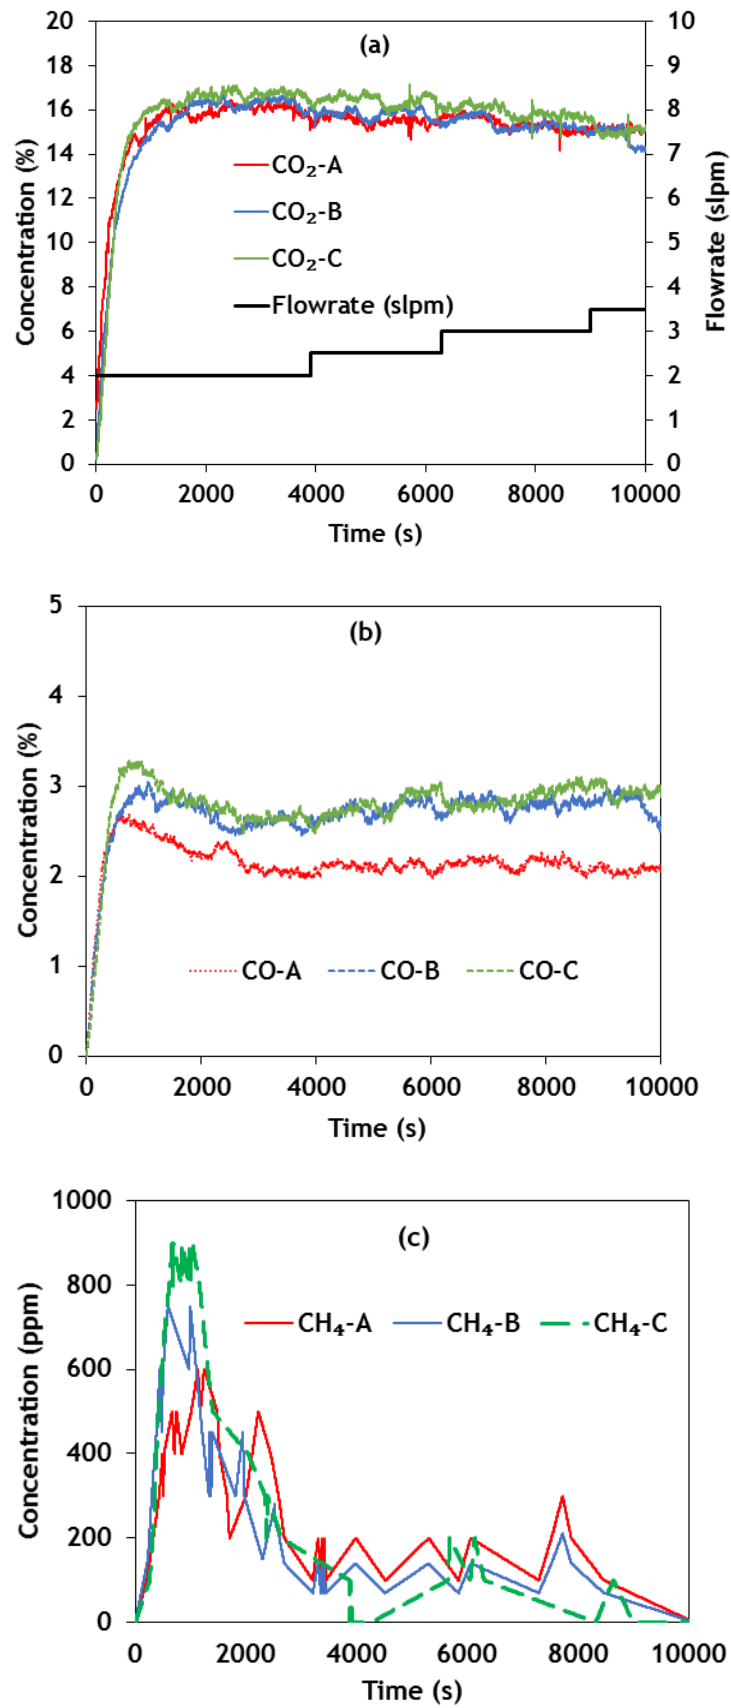 (a)
20
18
16
14
12
10
8
6
4
2
0
Concentration (%)
10
9
8
7
6
5
4
3
2
1
0
Flowrate (slpm)
CO₂-A
CO₂-B
CO₂-C
Flowrate (slpm)
0 2000 4000 6000 8000 10000
Time (s)
(b)
5
4
3
2
1
0
Concentration (%)
CO-A CO-B CO-C
0 2000 4000 6000 8000 10000
Time (s)
(c)
1000
800
600
400
200
0
Concentration (ppm)
CH₄-A CH₄-B CH₄-C
0 2000 4000 6000 8000 10000
Time (s)